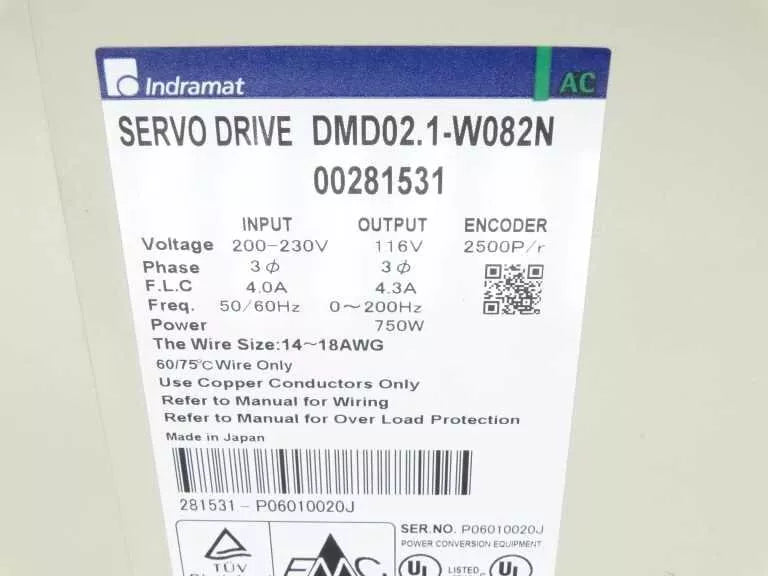 Indramat AC
SERVO DRIVE DMD02.1-W082N
00281531
INPUT OUTPUT ENCODER
Voltage 200-230V 116V 2500P/r
Phase 3ϕ 3ϕ
F.L.C 4.0A 4.3A
Freq. 50/60Hz 0~200Hz
Power 750W
The Wire Size:14~18AWG
60/75℃ Wire Only
Use Copper Conductors Only
Refer to Manual for Wiring
Refer to Manual for Over Load Protection
Made in Japan
281531-P06010020J
SER.NO. P06010020J
POWER CONVERSION EQUIPMENT
TÜV EMC UL LISTED UL